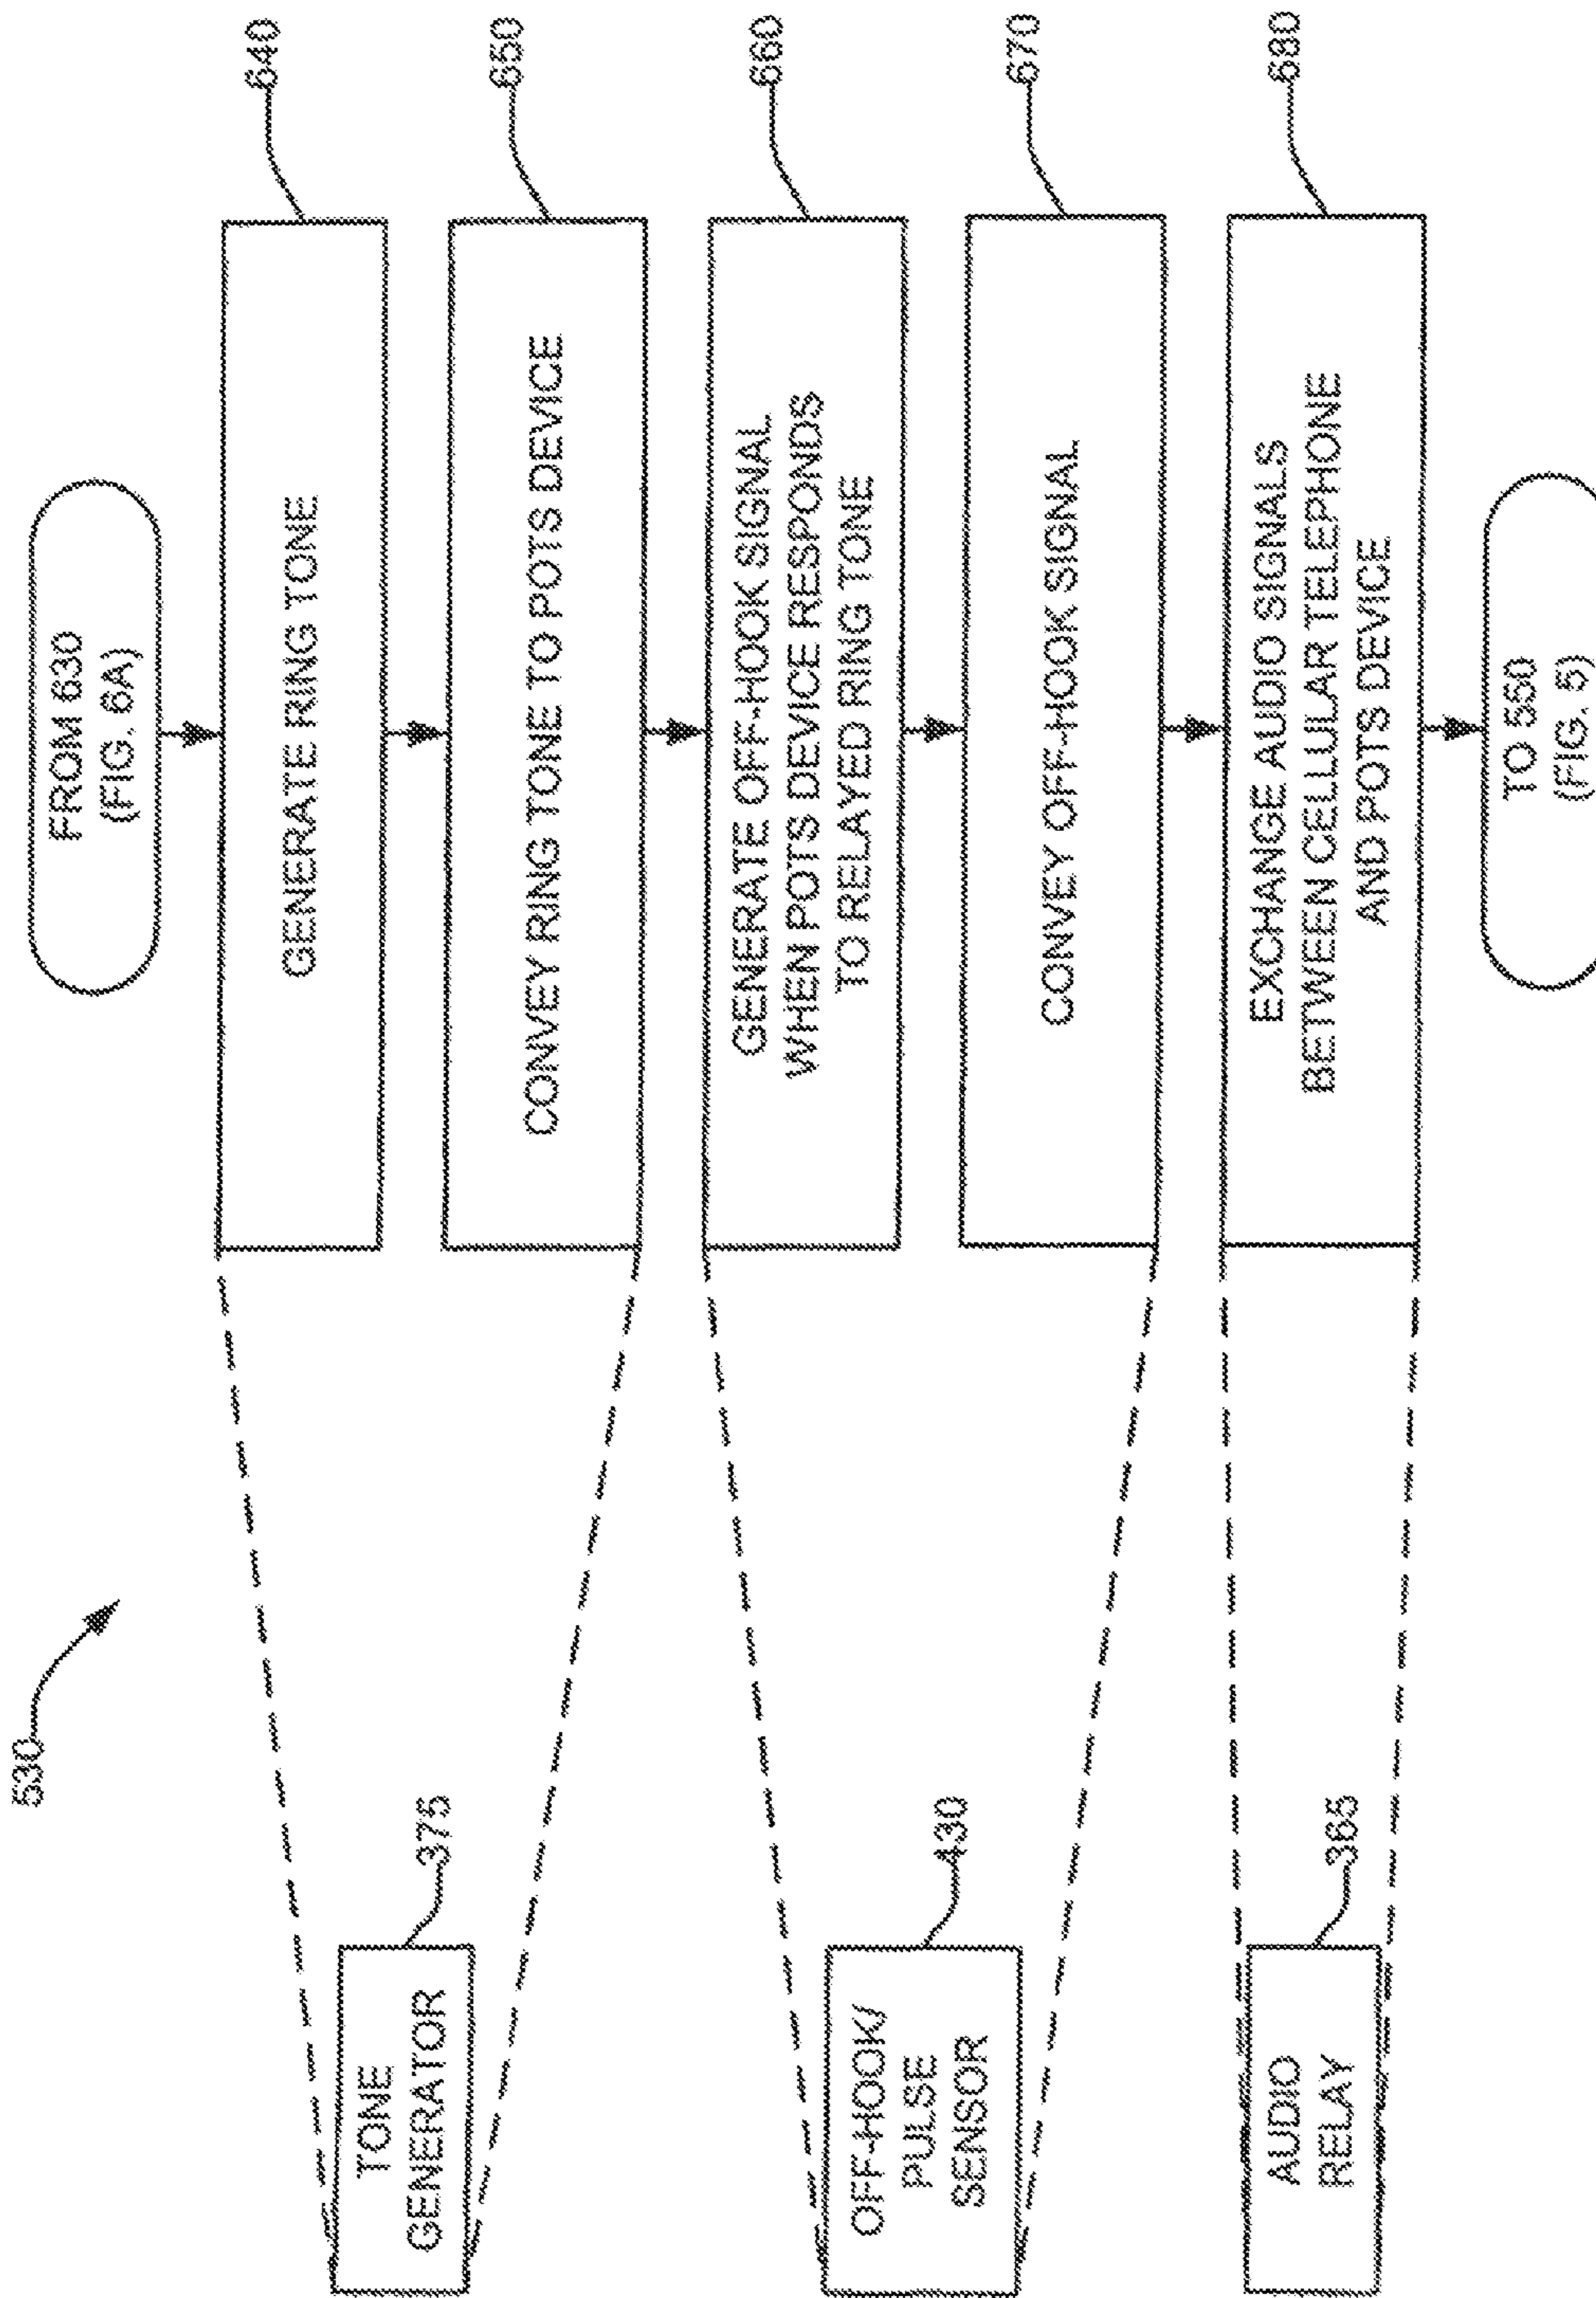 530
FROM 630
(FIG. 6A)
GENERATE RING TONE
640
CONVEY RING TONE TO POTS DEVICE
650
TONE
GENERATOR
375
GENERATE OFF-HOOK SIGNAL
WHEN POTS DEVICE RESPONDS
TO RELAYED RING TONE
660
CONVEY OFF-HOOK SIGNAL
670
OFF-HOOK/
PULSE
SENSOR
430
EXCHANGE AUDIO SIGNALS
BETWEEN CELLULAR TELEPHONE
AND POTS DEVICE
680
AUDIO
RELAY
365
TO 550
(FIG. 5)